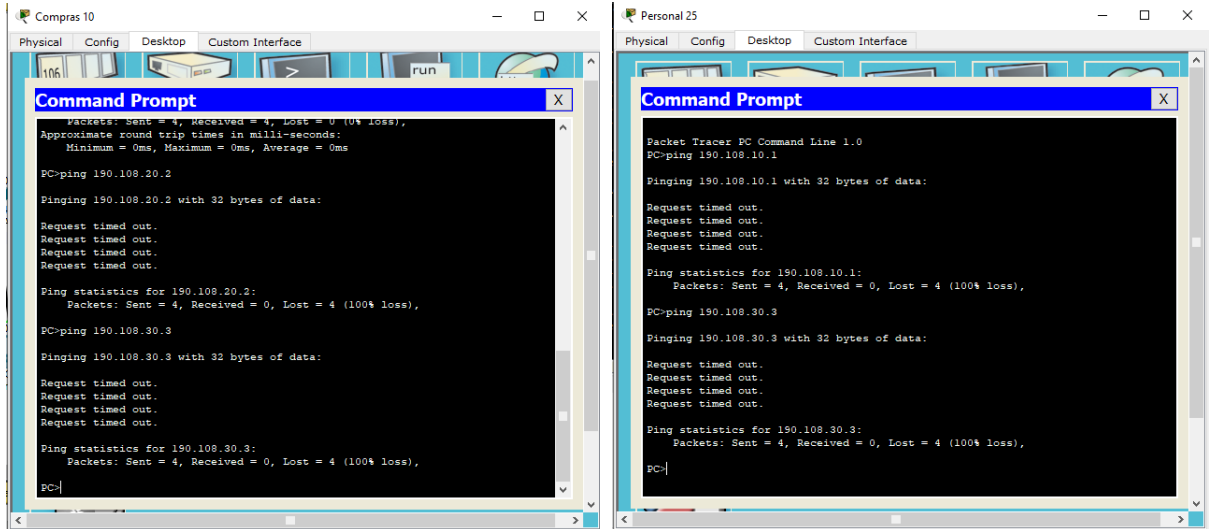 Compras 10
Physical Config Desktop Custom Interface
106
run
Command Prompt X
Packets: Sent = 4, Received = 4, Lost = 0 (0% loss),
Approximate round trip times in milli-seconds:
Minimum = 0ms, Maximum = 0ms, Average = 0ms
PC>ping 190.108.20.2
Pinging 190.108.20.2 with 32 bytes of data:
Request timed out.
Request timed out.
Request timed out.
Request timed out.
Ping statistics for 190.108.20.2:
Packets: Sent = 4, Received = 0, Lost = 4 (100% loss),
PC>ping 190.108.30.3
Pinging 190.108.30.3 with 32 bytes of data:
Request timed out.
Request timed out.
Request timed out.
Request timed out.
Ping statistics for 190.108.30.3:
Packets: Sent = 4, Received = 0, Lost = 4 (100% loss),
PC>
Personal 25
Physical Config Desktop Custom Interface
Command Prompt X
Packet Tracer PC Command Line 1.0
PC>ping 190.108.10.1
Pinging 190.108.10.1 with 32 bytes of data:
Request timed out.
Request timed out.
Request timed out.
Request timed out.
Ping statistics for 190.108.10.1:
Packets: Sent = 4, Received = 0, Lost = 4 (100% loss),
PC>ping 190.108.30.3
Pinging 190.108.30.3 with 32 bytes of data:
Request timed out.
Request timed out.
Request timed out.
Request timed out.
Ping statistics for 190.108.30.3:
Packets: Sent = 4, Received = 0, Lost = 4 (100% loss),
PC>